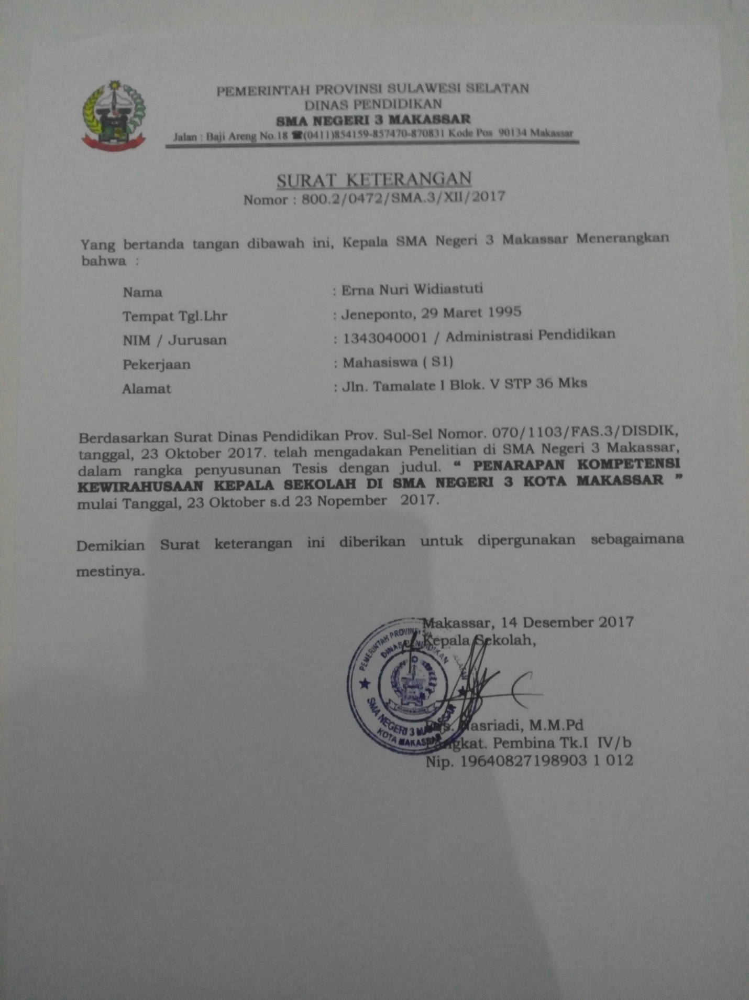 PEMERINTAH PROVINSI SULAWESI SELATAN
DINAS PENDIDIKAN
SMA NEGERI 3 MAKASSAR
Jalan : Baji Areng No.18 ☎(0411)854159-857470-870831 Kode Pos 90134 Makassar
SURAT KETERANGAN
Nomor : 800.2/0472/SMA.3/XII/2017
Yang bertanda tangan dibawah ini, Kepala SMA Negeri 3 Makassar Menerangkan
bahwa :
Nama : Erna Nuri Widiastuti
Tempat Tgl.Lhr : Jeneponto, 29 Maret 1995
NIM / Jurusan : 1343040001 / Administrasi Pendidikan
Pekerjaan : Mahasiswa ( S1)
Alamat : Jln. Tamalate I Blok. V STP 36 Mks
Berdasarkan Surat Dinas Pendidikan Prov. Sul-Sel Nomor. 070/1103/FAS.3/DISDIK,
tanggal, 23 Oktober 2017. telah mengadakan Penelitian di SMA Negeri 3 Makassar,
dalam rangka penyusunan Tesis dengan judul. “ PENARAPAN KOMPETENSI
KEWIRAHUSAAN KEPALA SEKOLAH DI SMA NEGERI 3 KOTA MAKASSAR ”
mulai Tanggal, 23 Oktober s.d 23 Nopember 2017.
Demikian Surat keterangan ini diberikan untuk dipergunakan sebagaimana
mestinya.
Makassar, 14 Desember 2017
Kepala Sekolah,
PEMERINTAH PROVINSI SULAWESI SELATAN
DINAS PENDIDIKAN
SMA NEGERI 3 MAKASSAR
KOTA MAKASSAR
Drs. Hasriadi, M.M.Pd
Pangkat. Pembina Tk.I IV/b
Nip. 19640827198903 1 012